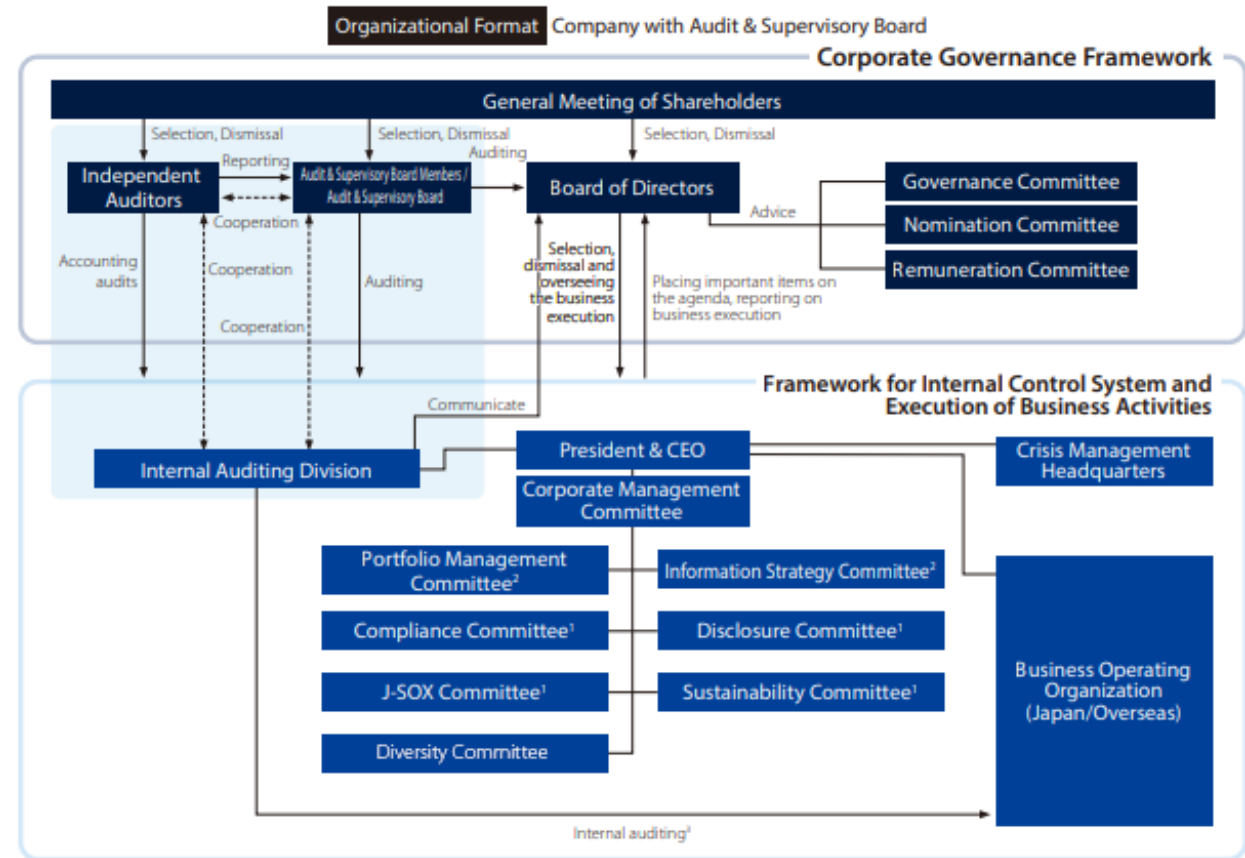 Organizational Format Company with Audit & Supervisory Board
Corporate Governance Framework
General Meeting of Shareholders
Selection, Dismissal
Selection, Dismissal
Selection, Dismissal
Reporting
Auditing
Independent
Auditors
Audit & Supervisory Board Members /
Audit & Supervisory Board
Board of Directors
Governance Committee
Advice
Nomination Committee
Remuneration Committee
Cooperation
Accounting
audits
Cooperation
Auditing
Cooperation
Selection,
dismissal and
overseeing
the business
execution
Placing important items on
the agenda, reporting on
business execution
Framework for Internal Control System and
Execution of Business Activities
Communicate
Internal Auditing Division
President & CEO
Crisis Management
Headquarters
Corporate Management
Committee
Portfolio Management
Committee²
Information Strategy Committee²
Compliance Committee¹
Disclosure Committee¹
J-SOX Committee¹
Sustainability Committee¹
Diversity Committee
Business Operating
Organization
(Japan/Overseas)
Internal auditing³